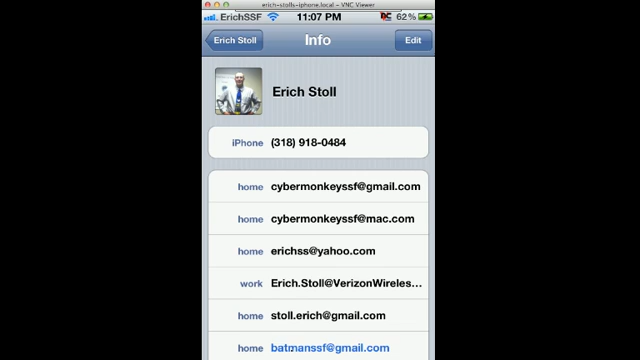 erich-stolls-iphone.local – VNC Viewer
ErichSSF 11:07 PM 62%
Erich Stoll Info Edit
Erich Stoll
iPhone (318) 918-0484
home cybermonkeyssf@gmail.com
home cybermonkeyssf@mac.com
home erichss@yahoo.com
work Erich.Stoll@VerizonWireles...
home stoll.erich@gmail.com
home batmanssf@gmail.com